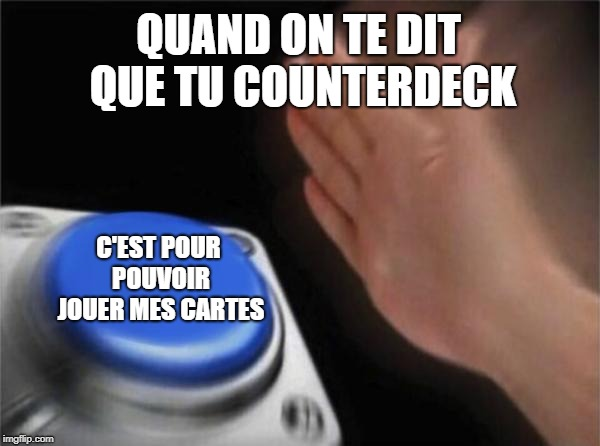 QUAND ON TE DIT
QUE TU COUNTERDECK
C'EST POUR
POUVOIR
JOUER MES CARTES
imgflip.com